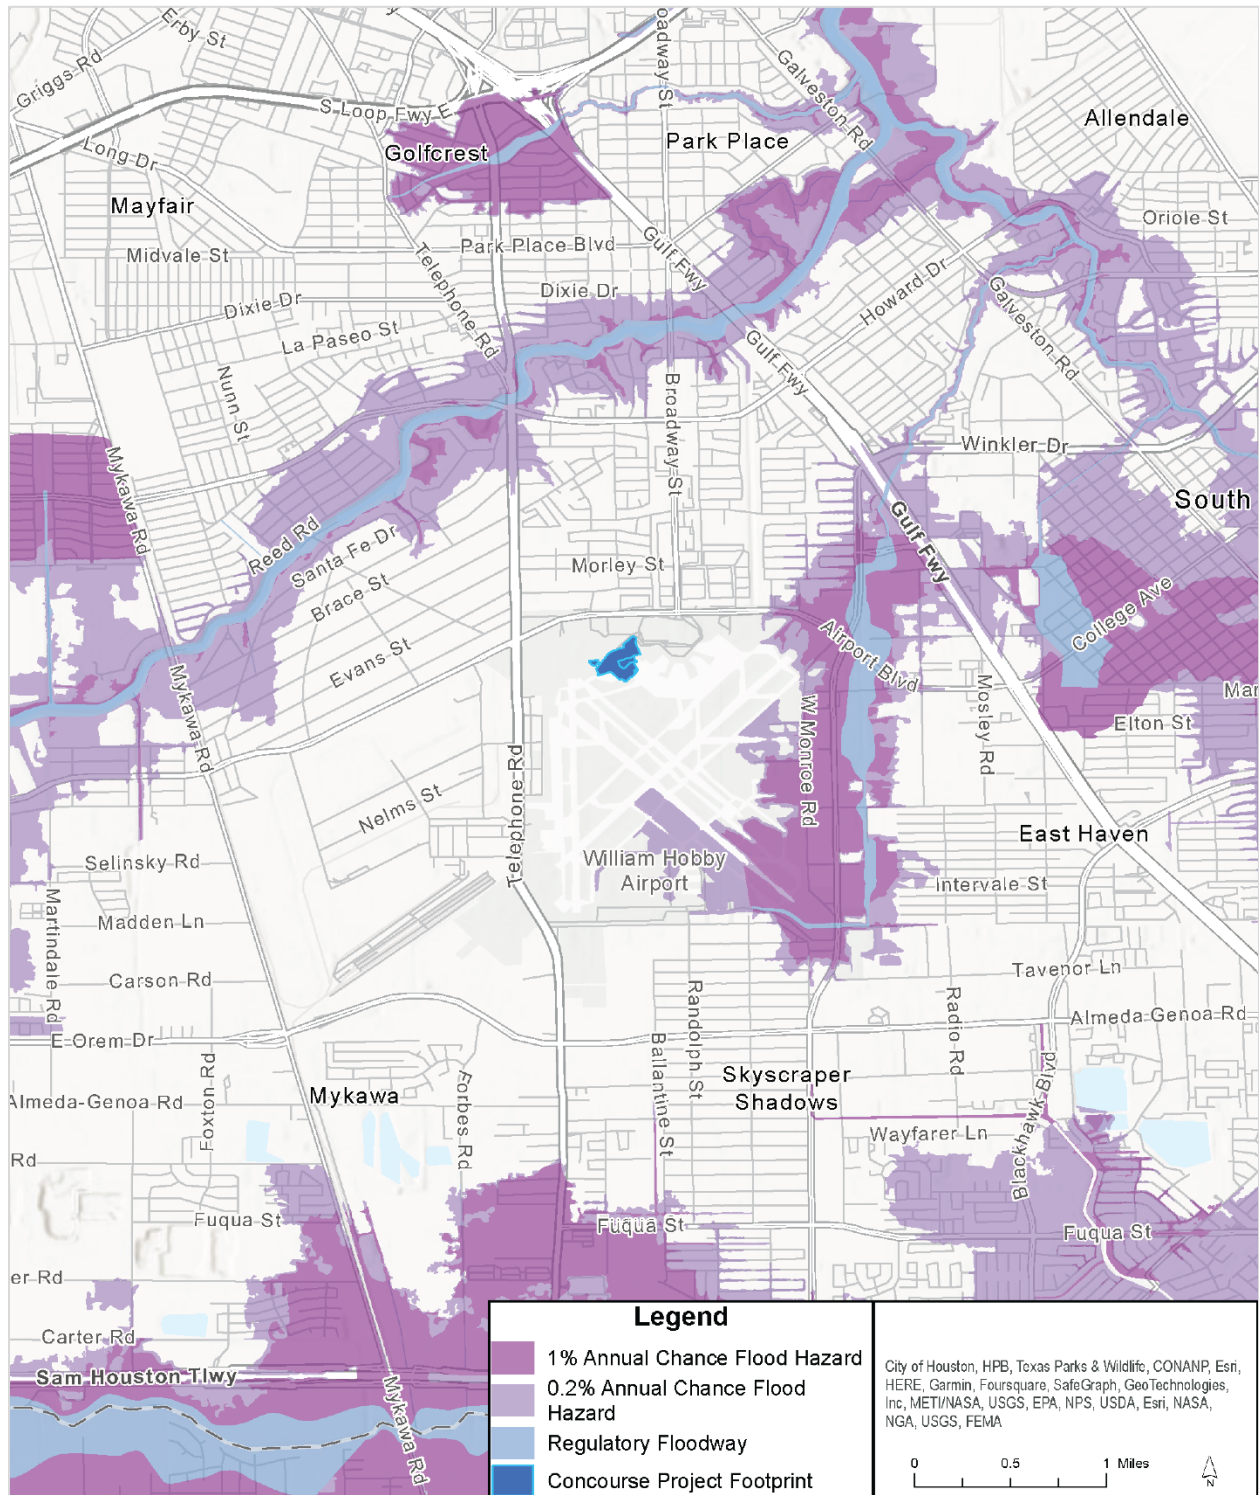 Erby St
Griggs Rd
Broadway St
Galveston Rd
S Loop Fwy E
Allendale
Park Place
Long Dr
Golfcrest
Mayfair
Oriole St
Midvale St
Park Place Blvd
Telephone Rd
Gulf Fwy
Dixie Dr
Dixie Dr
Howard Dr
Galveston Rd
La Paseo St
Gulf Fwy
Nunn St
Broadway St
Winkler Dr
Mykawa Rd
South
Gulf Fwy
Reed Rd
Santa Fe Dr
Morley St
Brace St
College Ave
Evans St
Airport Blvd
Mykawa Rd
Mosley Rd
Mar
Elton St
W Monroe Rd
Telephone Rd
Nelms St
East Haven
Selinsky Rd
William Hobby
Airport
Intervale St
Martindale Rd
Madden Ln
Tavenor Ln
Carson Rd
Randolph St
Radio Rd
Almeda Genoa Rd
E Orem Dr
Ballantine St
Foxton Rd
Forbes Rd
Skyscraper
Shadows
Blackhawk Blvd
Mykawa
Almeda-Genoa Rd
Wayfarer Ln
Rd
Fuqua St
Fuqua St
Fuqua St
er Rd
Carter Rd
Sam Houston Tlwy
Mykawa Rd
Legend
1% Annual Chance Flood Hazard
0.2% Annual Chance Flood
Hazard
Regulatory Floodway
Concourse Project Footprint
City of Houston, HPB, Texas Parks & Wildlife, CONANP, Esri,
HERE, Garmin, Foursquare, SafeGraph, GeoTechnologies,
Inc, METI/NASA, USGS, EPA, NPS, USDA, Esri, NASA,
NGA, USGS, FEMA
0 0.5 1 Miles
N